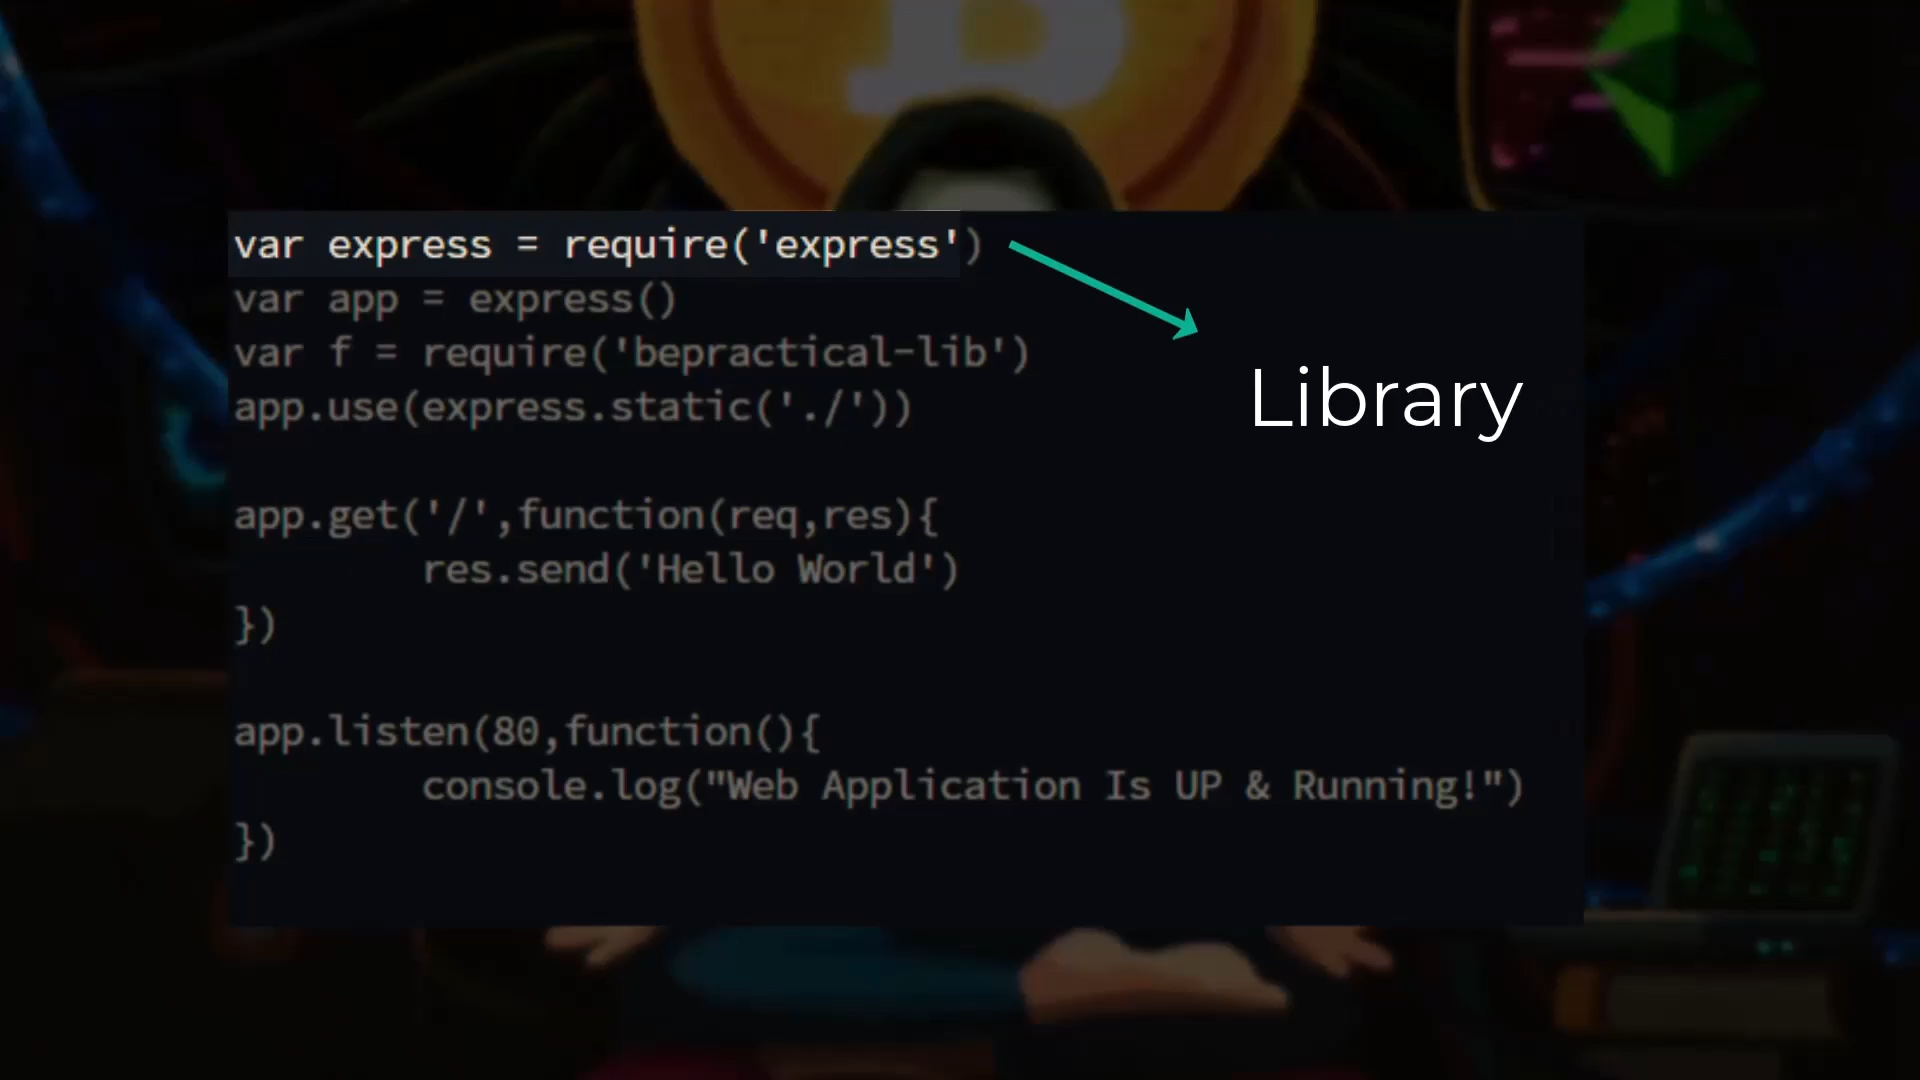 var express = require('express')
var app = express()
var f = require('bepractical-lib')
app.use(express.static('./'))
app.get('/',function(req,res){
res.send('Hello World')
})
app.listen(80,function(){
console.log("Web Application Is UP & Running!")
})
Library